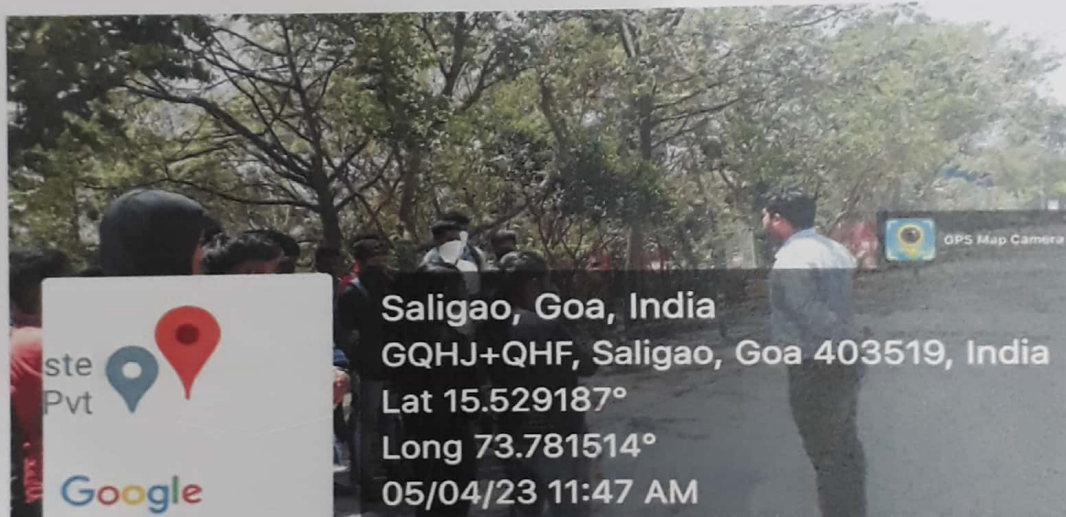 GPS Map Camera
Saligao, Goa, India
GQHJ+QHF, Saligao, Goa 403519, India
Lat 15.529187°
Long 73.781514°
05/04/23 11:47 AM
ste
Pvt
Google